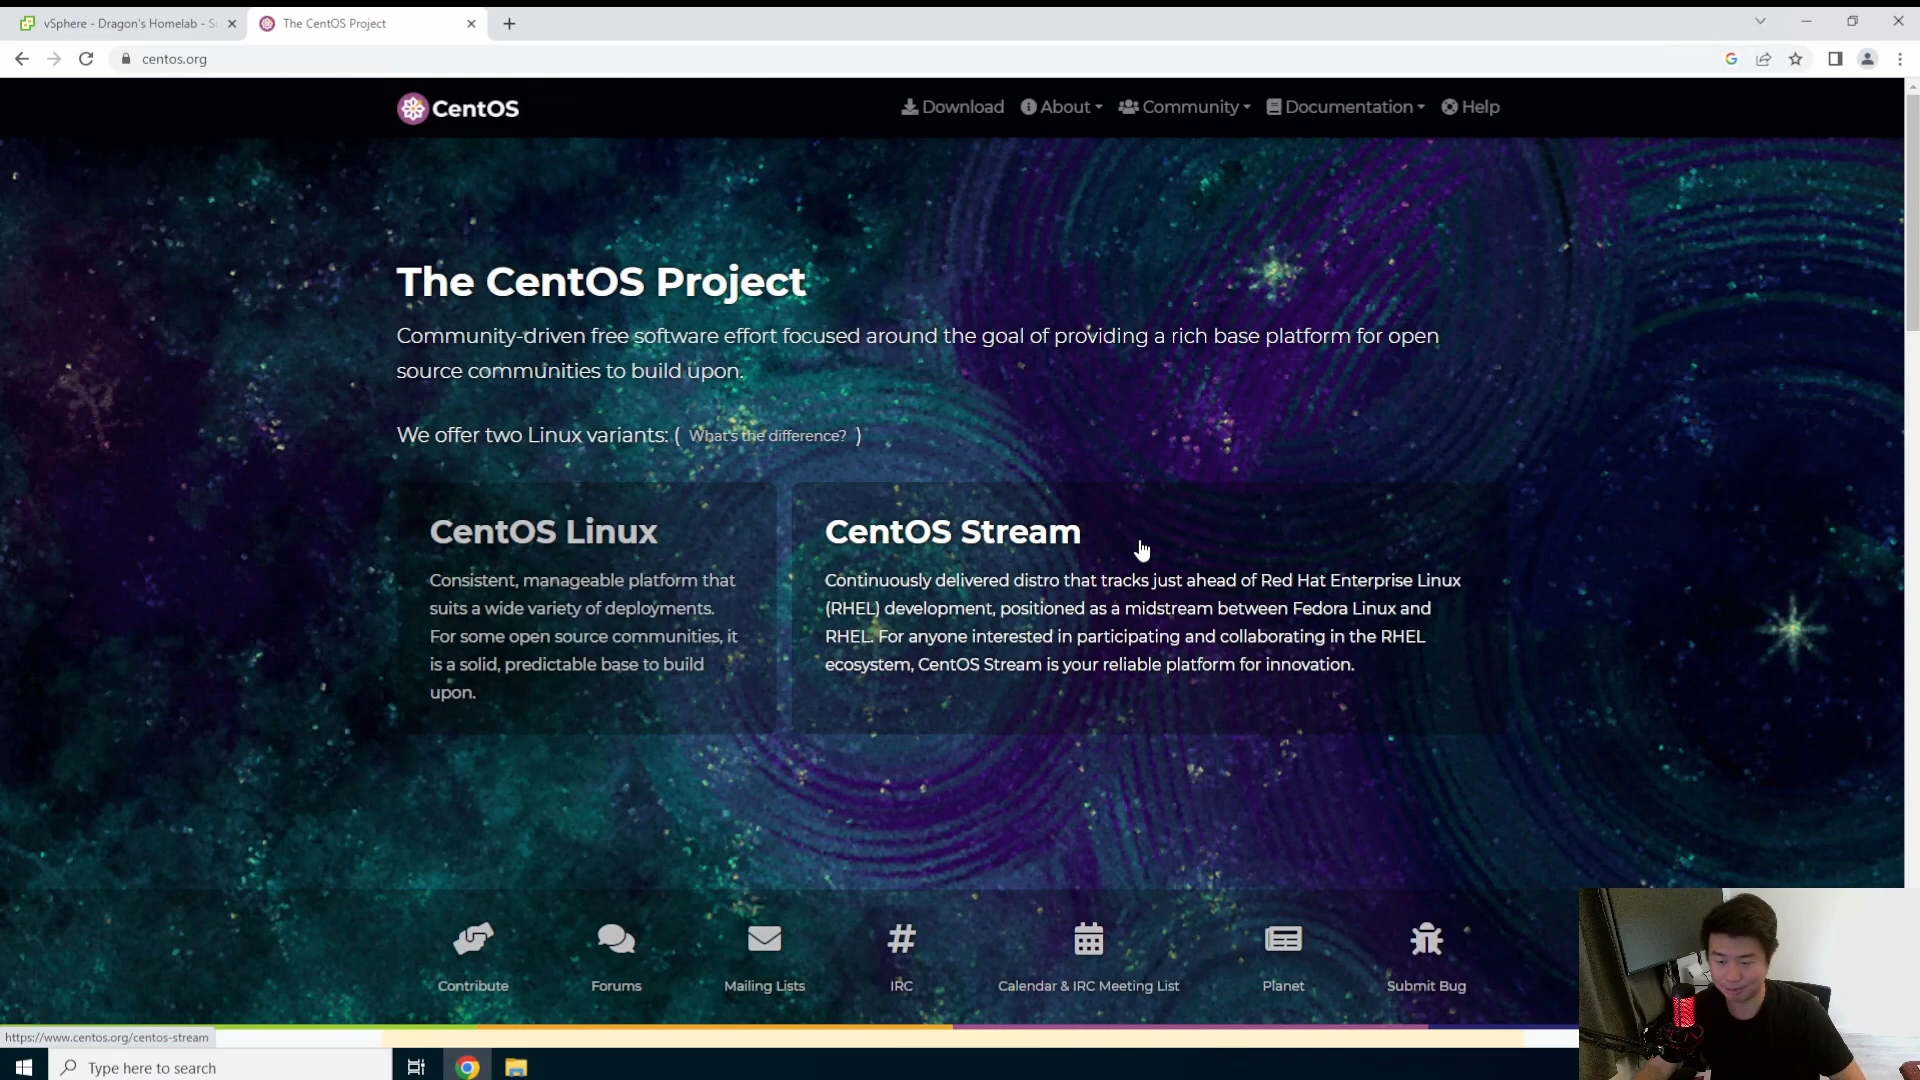 vSphere - Dragon's Homelab - S
The CentOS Project
centos.org
CentOS
Download
About
Community
Documentation
Help
The CentOS Project
Community-driven free software effort focused around the goal of providing a rich base platform for open
source communities to build upon.
We offer two Linux variants: ( What's the difference? )
CentOS Linux
Consistent, manageable platform that
suits a wide variety of deployments.
For some open source communities, it
is a solid, predictable base to build
upon.
CentOS Stream
Continuously delivered distro that tracks just ahead of Red Hat Enterprise Linux
(RHEL) development, positioned as a midstream between Fedora Linux and
RHEL. For anyone interested in participating and collaborating in the RHEL
ecosystem, CentOS Stream is your reliable platform for innovation.
Contribute
Forums
Mailing Lists
IRC
Calendar & IRC Meeting List
Planet
Submit Bug
https://www.centos.org/centos-stream
Type here to search